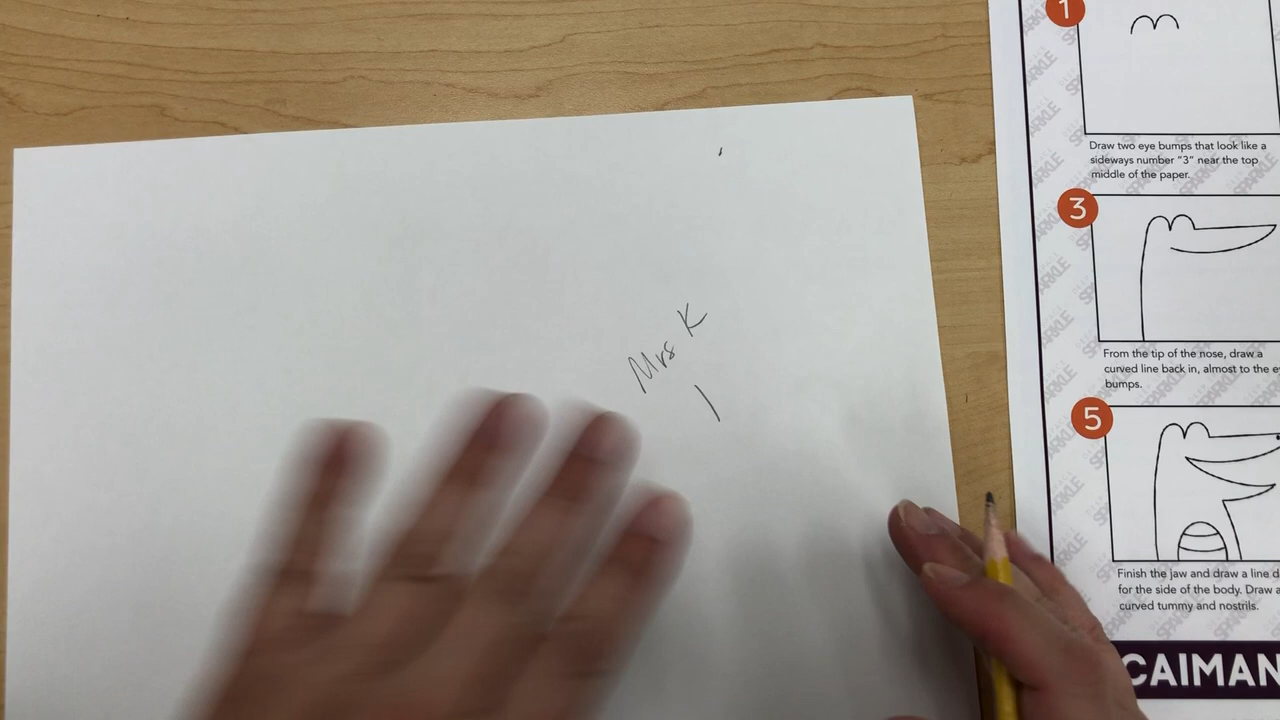 Mrs K
1
1
Draw two eye bumps that look like a
sideways number "3" near the top
middle of the paper.
3
From the tip of the nose, draw a
curved line back in, almost to the
bumps.
5
Finish the jaw and draw a line
for the side of the body. Draw
curved tummy and nostrils.
CAIMAN
SPARKLE